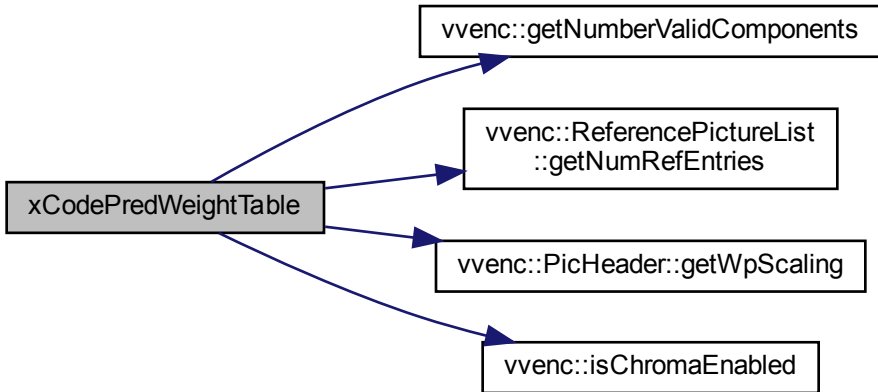 xCodePredWeightTable
vvenc::getNumberValidComponents
vvenc::ReferencePictureList
::getNumRefEntries
vvenc::PicHeader::getWpScaling
vvenc::isChromaEnabled